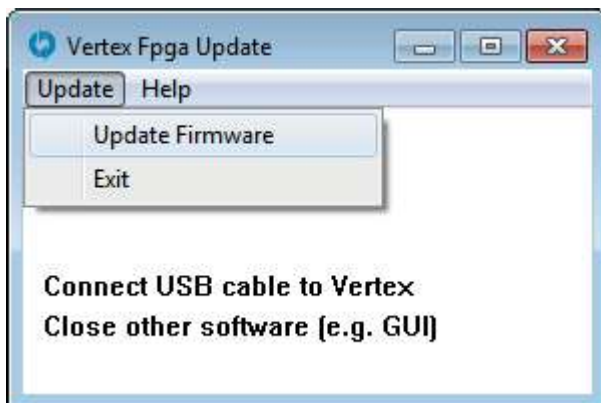 Vertex Fpga Update
Update Help
Update Firmware
Exit
Connect USB cable to Vertex
Close other software (e.g. GUI)